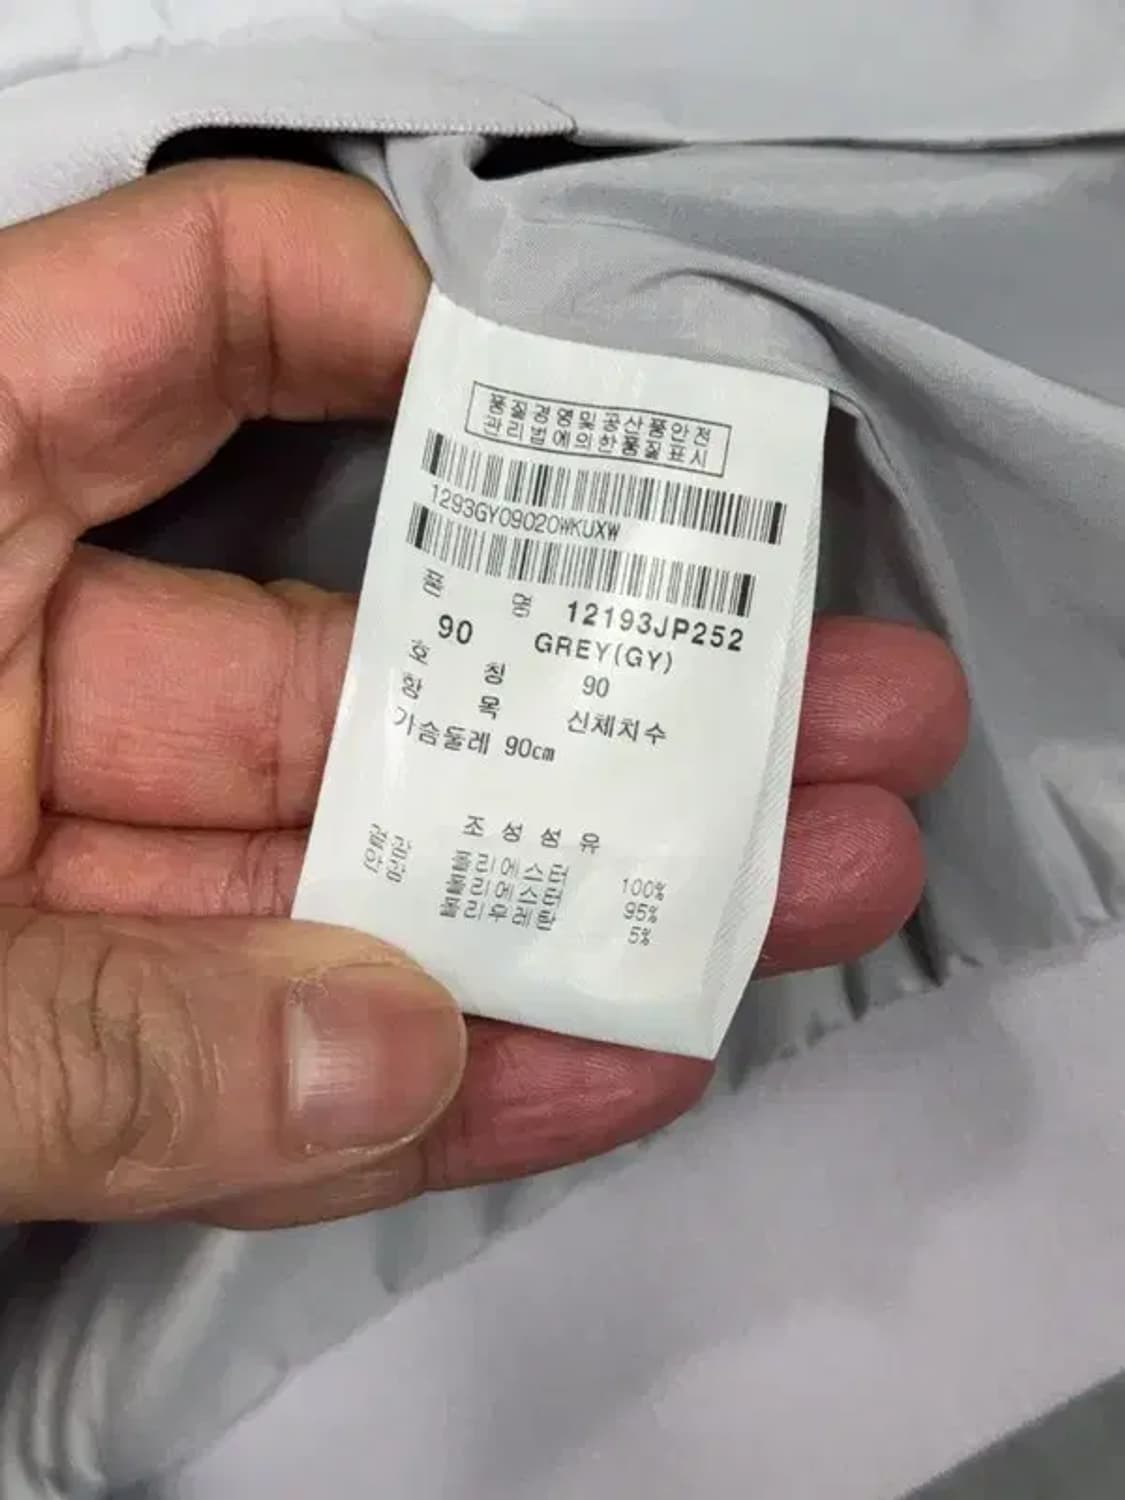 품질경영및공산품안전
관리법에의한품질표시
1293GY09020WKUXW
품 명 12193JP252
90 GREY(GY)
호 칭 90
항 목 신체치수
가슴둘레 90cm
조성섬유
겉감 폴리에스터 100%
안감 폴리에스터 95%
폴리우레탄 5%